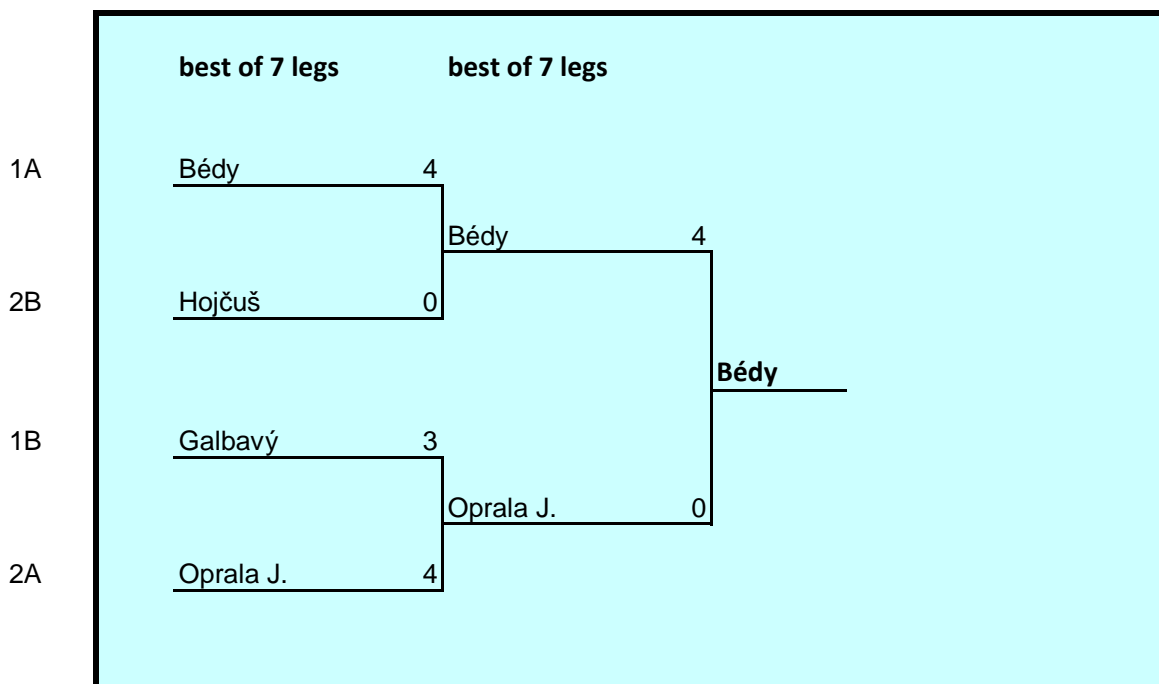 best of 7 legs best of 7 legs
1A Bédy 4
Bédy 4
2B Hojčuš 0
Bédy
1B Galbavý 3
Oprala J. 0
2A Oprala J. 4